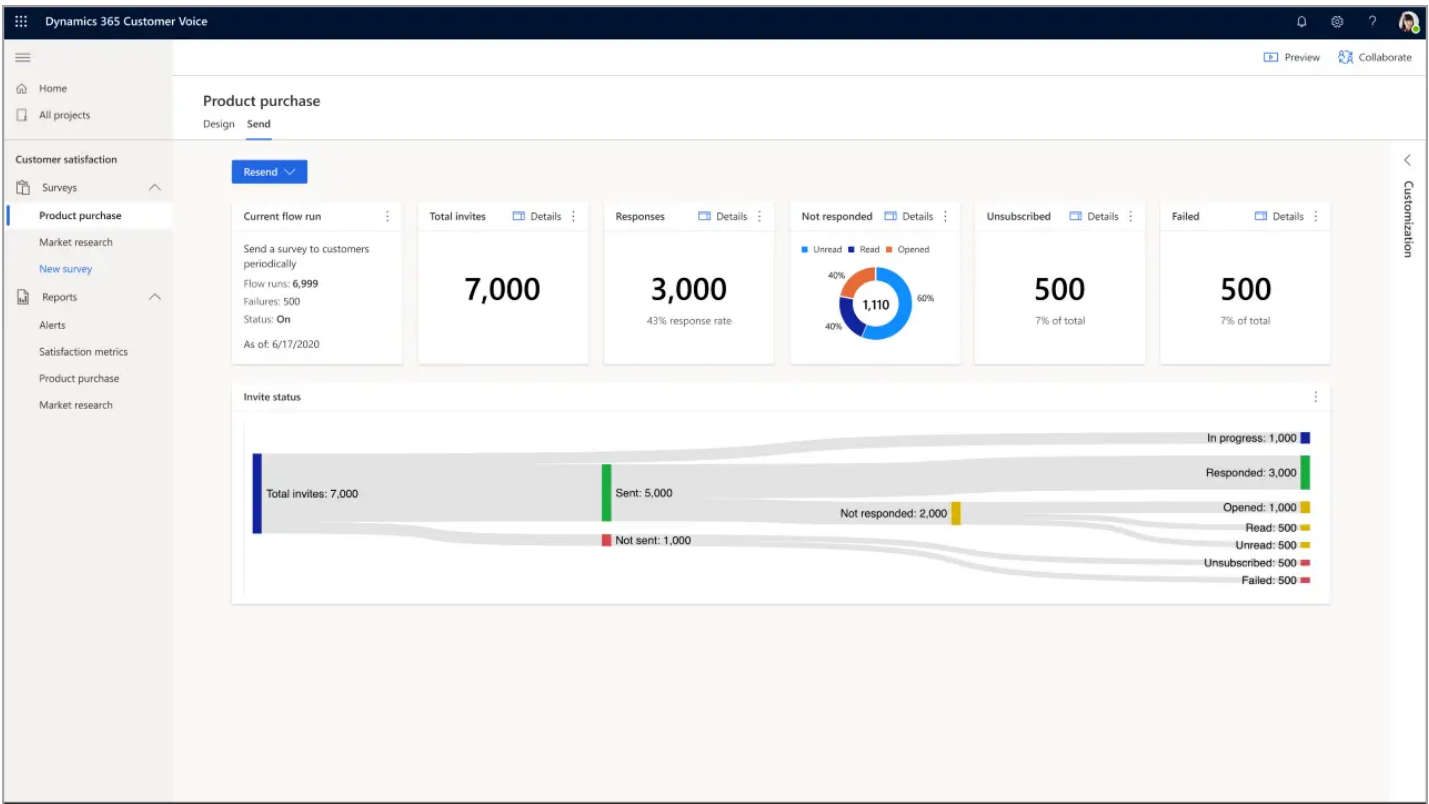 Dynamics 365 Customer Voice
Preview
Collaborate
Home
All projects
Product purchase
Design
Send
Customer satisfaction
Surveys
Product purchase
Market research
New survey
Reports
Alerts
Satisfaction metrics
Product purchase
Market research
Resend
Customization
Current flow run
Send a survey to customers
periodically
Flow runs: 6,999
Failures: 500
Status: On
As of: 6/17/2020
Total invites Details
7,000
Responses Details
3,000
43% response rate
Not responded Details
Unread Read Opened
40%
60%
1,110
40%
Unsubscribed Details
500
7% of total
Failed Details
500
7% of total
Invite status
In progress: 1,000
Responded: 3,000
Total invites: 7,000
Sent: 5,000
Opened: 1,000
Not responded: 2,000
Read: 500
Not sent: 1,000
Unread: 500
Unsubscribed: 500
Failed: 500